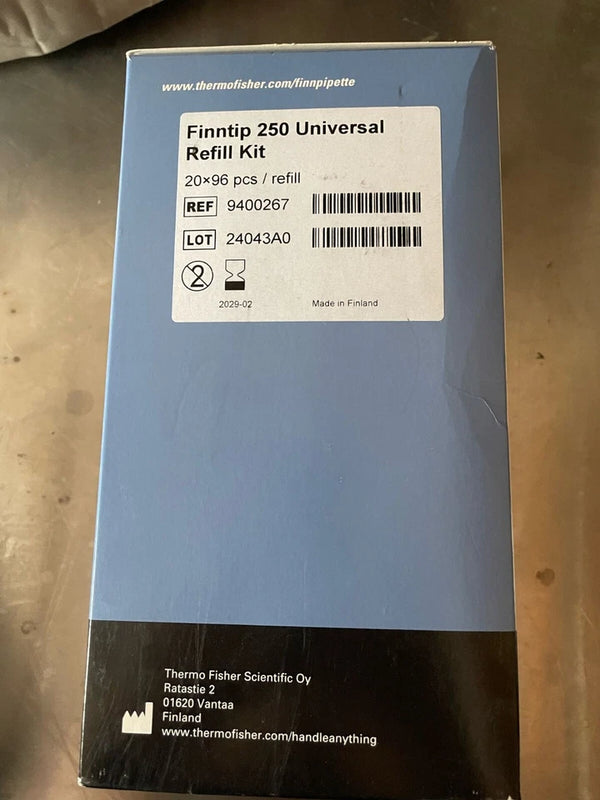 www.thermofisher.com/finnpipette
Finntip 250 Universal
Refill Kit
20×96 pcs / refill
REF 9400267
LOT 24043A0
2
2029-02 Made in Finland
Thermo Fisher Scientific Oy
Ratastie 2
01620 Vantaa
Finland
www.thermofisher.com/handleanything